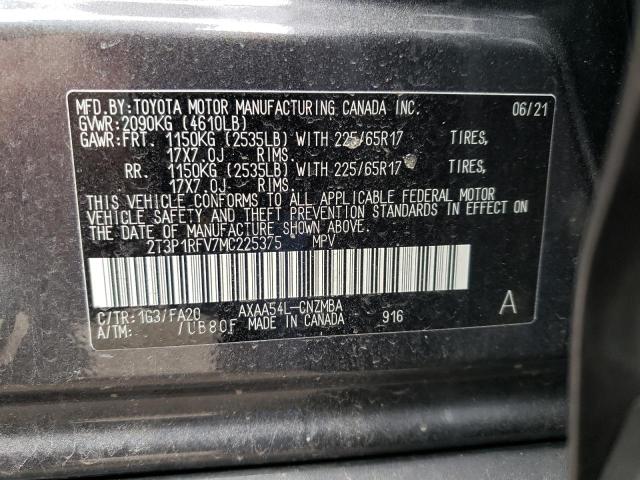 MFD.BY:TOYOTA MOTOR MANUFACTURING CANADA INC. 06/21
GVWR:2090KG (4610LB)
GAWR:FRT. 1150KG (2535LB) WITH 225/65R17 TIRES,
17X7.0J RIMS.
RR. 1150KG (2535LB) WITH 225/65R17 TIRES,
17X7.0J RIMS.
THIS VEHICLE CONFORMS TO ALL APPLICABLE FEDERAL MOTOR
VEHICLE SAFETY AND THEFT PREVENTION STANDARDS IN EFFECT ON
THE DATE OF MANUFACTURE SHOWN ABOVE.
2T3P1RFV7MC225375 MPV
C/TR:1G3/FA20 AXAA54L-CNZMBA
A/TM: /UB80F MADE IN CANADA 916
A